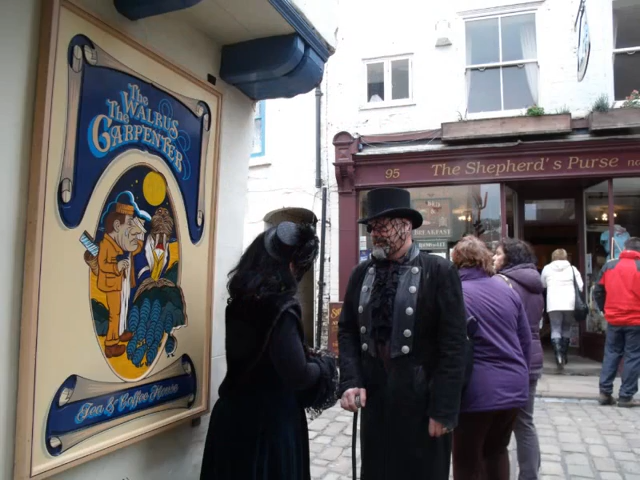 The
Walrus
& The
Carpenter
Tea & Coffee House
95 The Shepherd's Purse